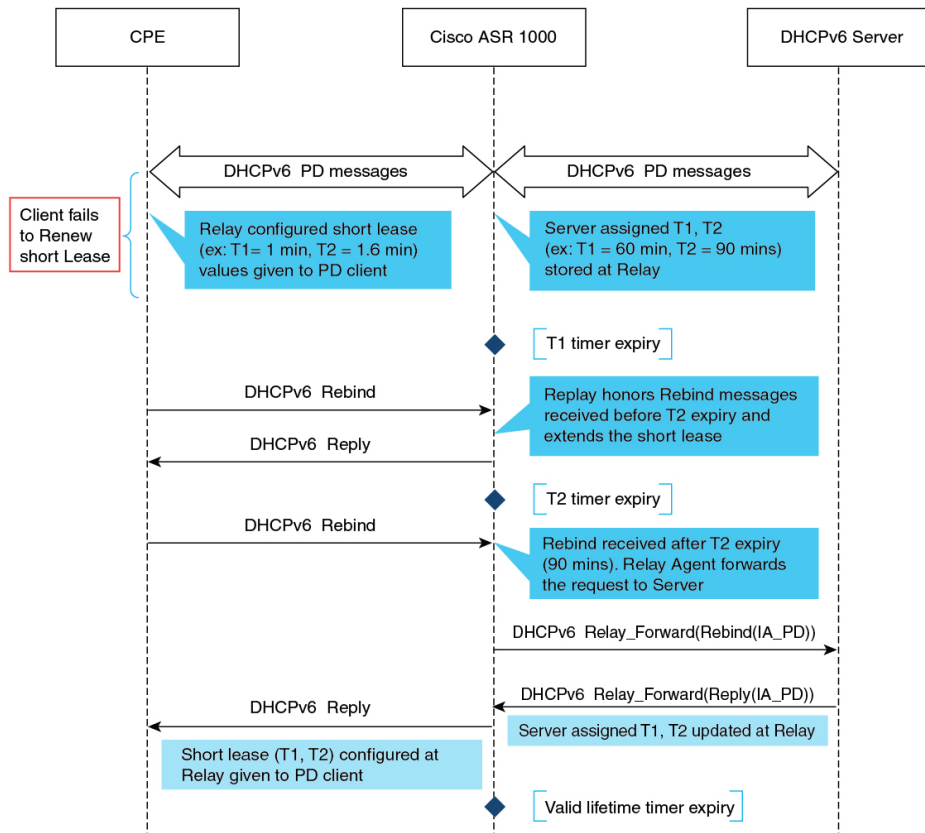 CPE
Cisco ASR 1000
DHCPv6 Server
DHCPv6 PD messages
DHCPv6 PD messages
Client fails
to Renew
short Lease
Relay configured short lease
(ex: T1= 1 min, T2 = 1.6 min)
values given to PD client
Server assigned T1, T2
(ex: T1 = 60 min, T2 = 90 mins)
stored at Relay
T1 timer expiry
DHCPv6 Rebind
Replay honors Rebind messages
received before T2 expiry and
extends the short lease
DHCPv6 Reply
T2 timer expiry
DHCPv6 Rebind
Rebind received after T2 expiry
(90 mins). Relay Agent forwards
the request to Server
DHCPv6 Relay_Forward(Rebind(IA_PD))
DHCPv6 Relay_Forward(Reply(IA_PD))
DHCPv6 Reply
Server assigned T1, T2 updated at Relay
Short lease (T1, T2) configured at
Relay given to PD client
Valid lifetime timer expiry